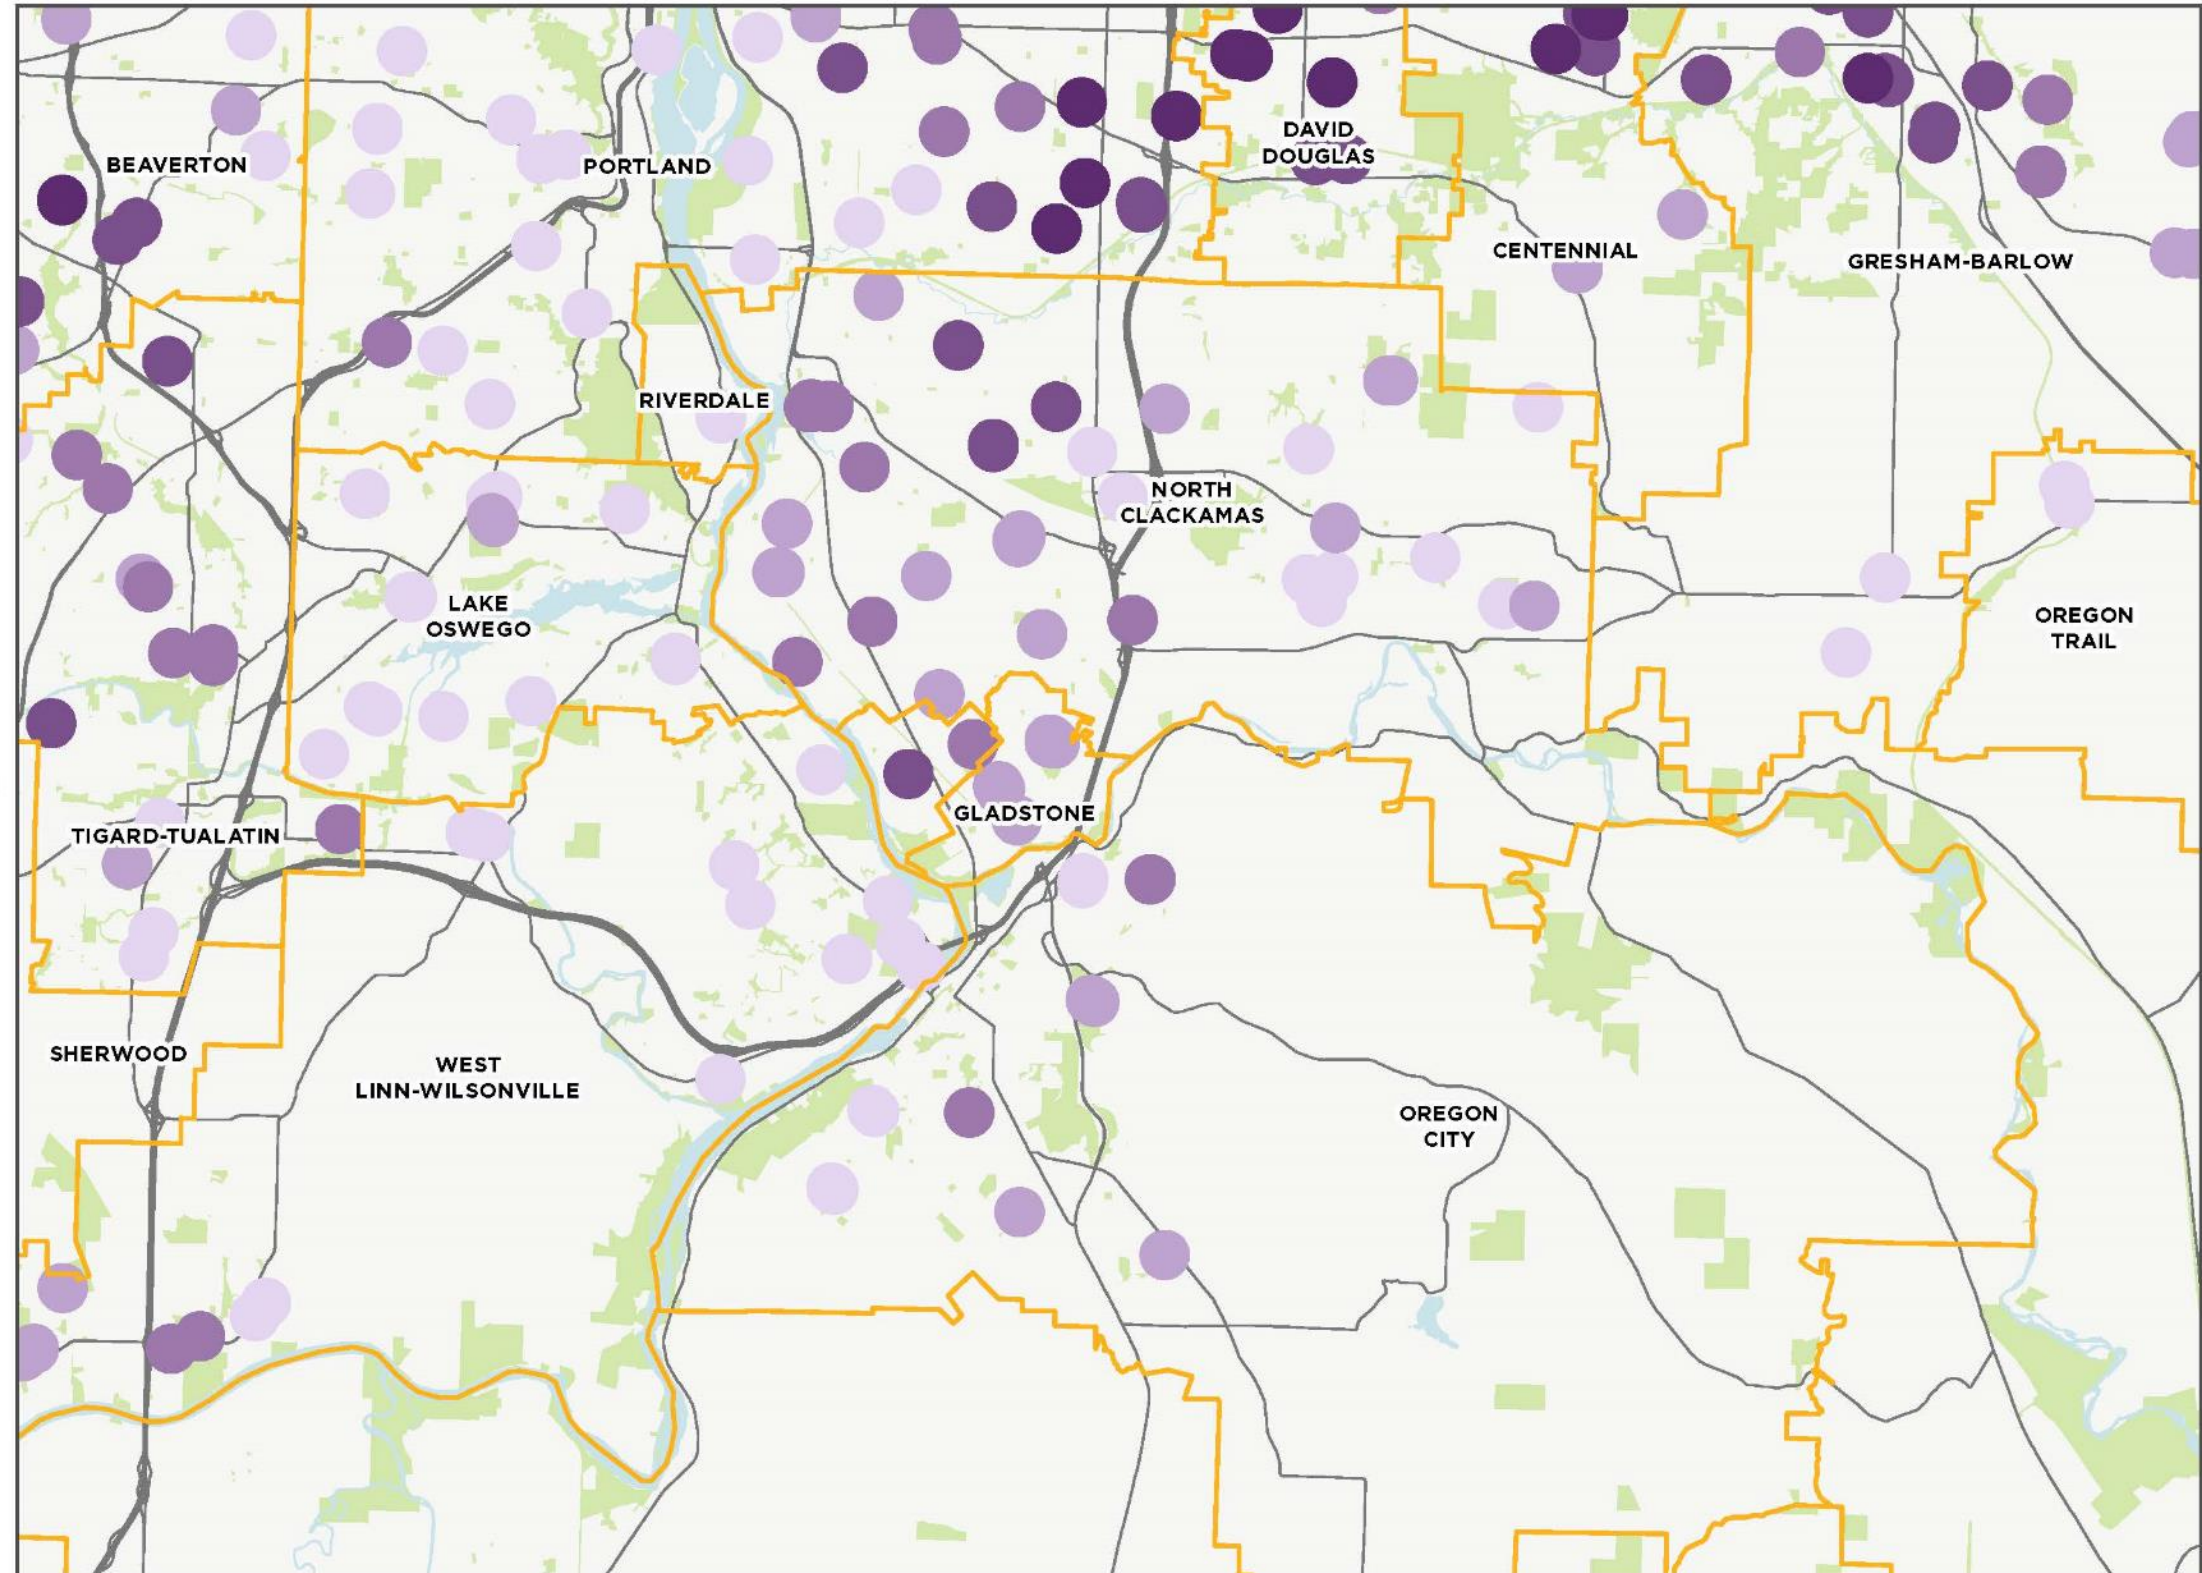 BEAVERTON
PORTLAND
DAVID
DOUGLAS
CENTENNIAL
GRESHAM-BARLOW
RIVERDALE
NORTH
CLACKAMAS
LAKE
OSWEGO
OREGON
TRAIL
TIGARD-TUALATIN
GLADSTONE
SHERWOOD
WEST
LINN-WILSONVILLE
OREGON
CITY